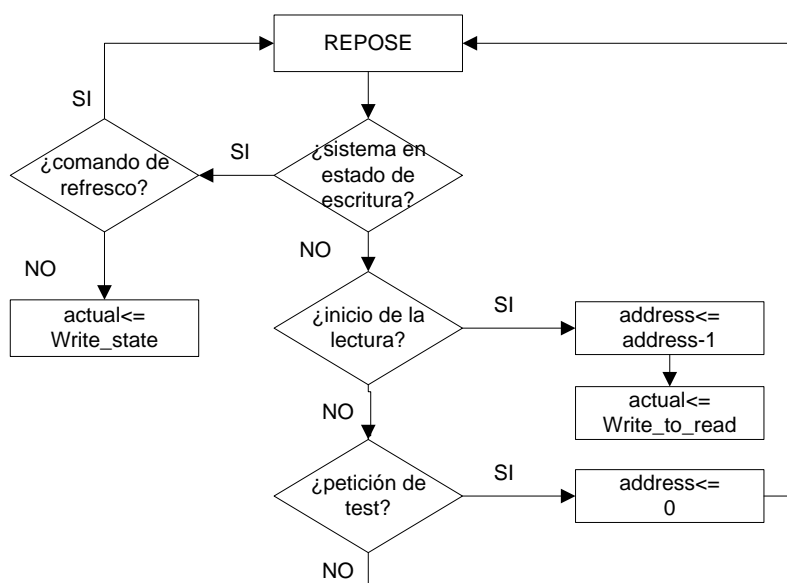 REPOSE
SI
¿comando de
refresco?
SI
¿sistema en
estado de
escritura?
NO
NO
actual<=
Write_state
¿inicio de la
lectura?
SI
address<=
address-1
NO
actual<=
Write_to_read
¿petición de
test?
SI
address<=
0
NO